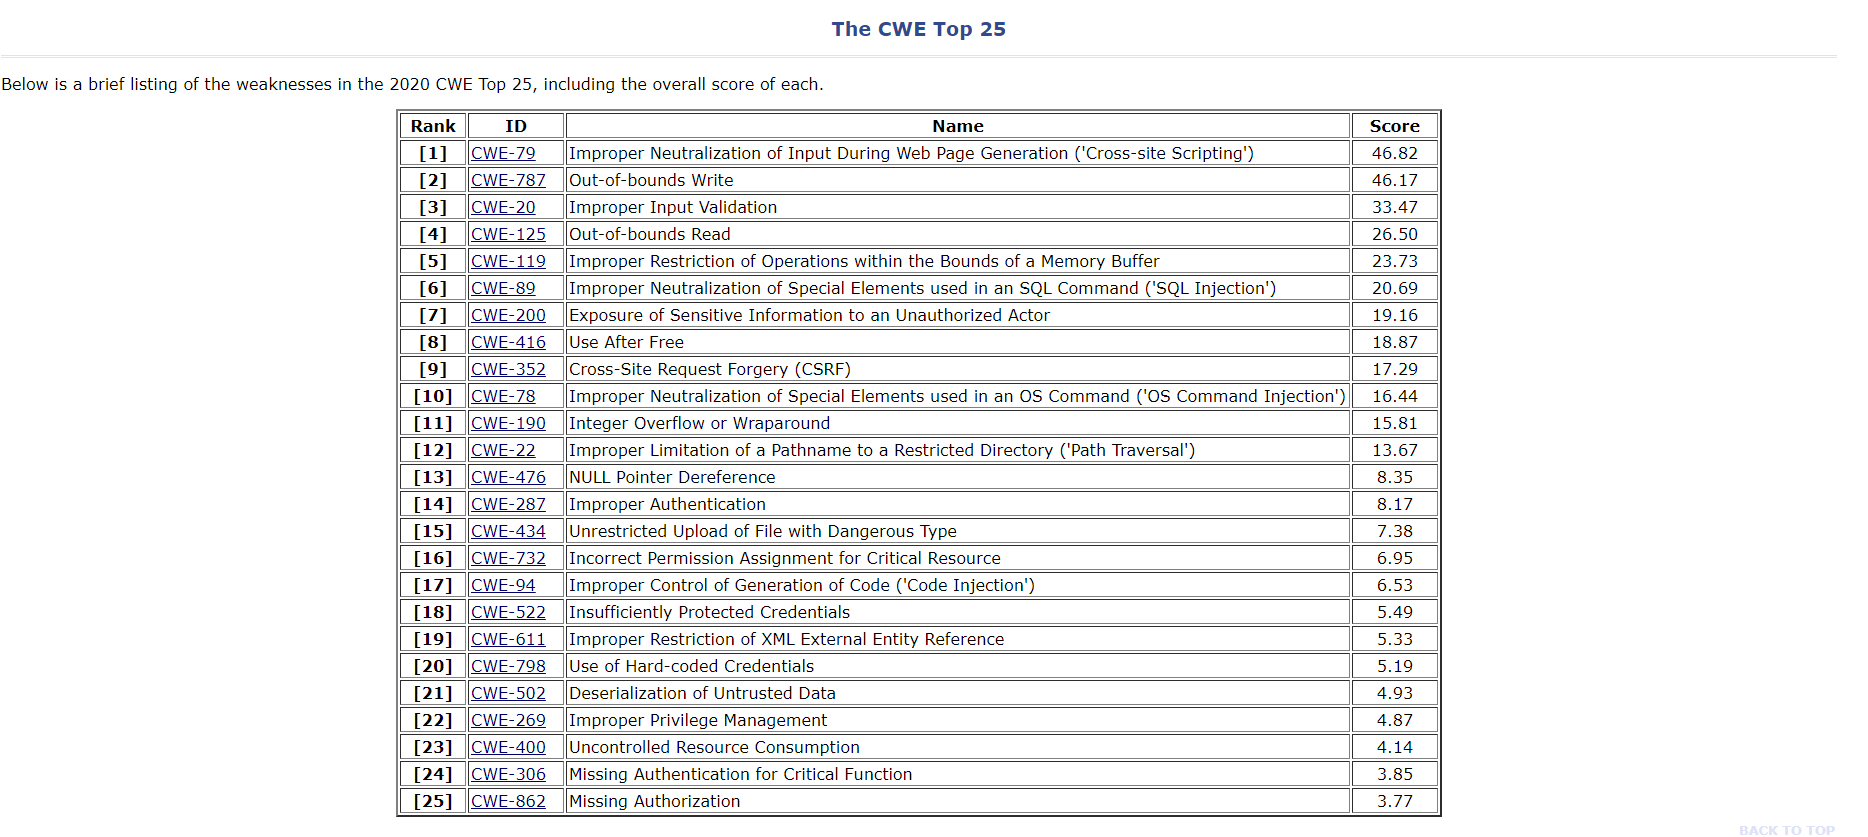 The CWE Top 25
Below is a brief listing of the weaknesses in the 2020 CWE Top 25, including the overall score of each.
Rank ID Name Score
[1] CWE-79 Improper Neutralization of Input During Web Page Generation ('Cross-site Scripting') 46.82
[2] CWE-787 Out-of-bounds Write 46.17
[3] CWE-20 Improper Input Validation 33.47
[4] CWE-125 Out-of-bounds Read 26.50
[5] CWE-119 Improper Restriction of Operations within the Bounds of a Memory Buffer 23.73
[6] CWE-89 Improper Neutralization of Special Elements used in an SQL Command ('SQL Injection') 20.69
[7] CWE-200 Exposure of Sensitive Information to an Unauthorized Actor 19.16
[8] CWE-416 Use After Free 18.87
[9] CWE-352 Cross-Site Request Forgery (CSRF) 17.29
[10] CWE-78 Improper Neutralization of Special Elements used in an OS Command ('OS Command Injection') 16.44
[11] CWE-190 Integer Overflow or Wraparound 15.81
[12] CWE-22 Improper Limitation of a Pathname to a Restricted Directory ('Path Traversal') 13.67
[13] CWE-476 NULL Pointer Dereference 8.35
[14] CWE-287 Improper Authentication 8.17
[15] CWE-434 Unrestricted Upload of File with Dangerous Type 7.38
[16] CWE-732 Incorrect Permission Assignment for Critical Resource 6.95
[17] CWE-94 Improper Control of Generation of Code ('Code Injection') 6.53
[18] CWE-522 Insufficiently Protected Credentials 5.49
[19] CWE-611 Improper Restriction of XML External Entity Reference 5.33
[20] CWE-798 Use of Hard-coded Credentials 5.19
[21] CWE-502 Deserialization of Untrusted Data 4.93
[22] CWE-269 Improper Privilege Management 4.87
[23] CWE-400 Uncontrolled Resource Consumption 4.14
[24] CWE-306 Missing Authentication for Critical Function 3.85
[25] CWE-862 Missing Authorization 3.77
BACK TO TOP